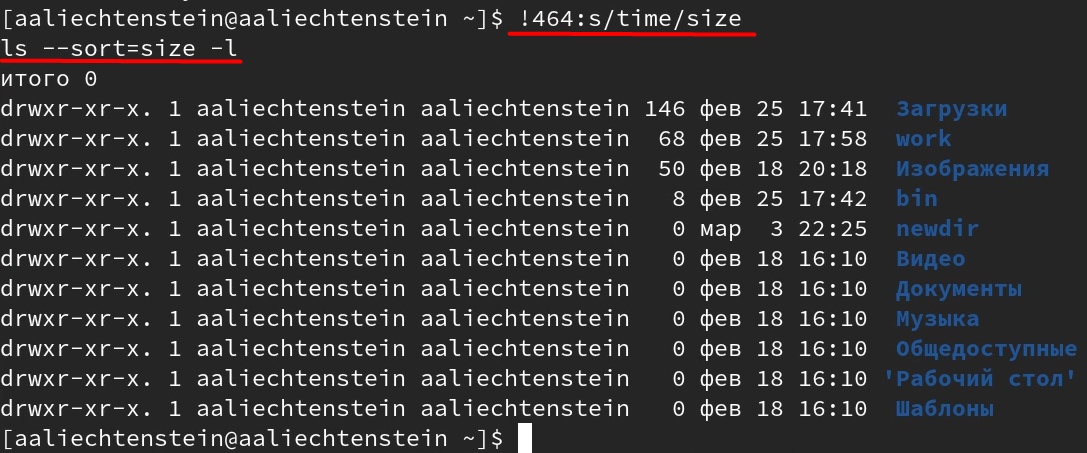 [aaliechtenstein@aaliechtenstein ~]$ !464:s/time/size
ls --sort=size -l
итого 0
drwxr-xr-x. 1 aaliechtenstein aaliechtenstein 146 фев 25 17:41  Загрузки
drwxr-xr-x. 1 aaliechtenstein aaliechtenstein  68 фев 25 17:58  work
drwxr-xr-x. 1 aaliechtenstein aaliechtenstein  50 фев 18 20:18  Изображения
drwxr-xr-x. 1 aaliechtenstein aaliechtenstein   8 фев 25 17:42  bin
drwxr-xr-x. 1 aaliechtenstein aaliechtenstein   0 мар  3 22:25  newdir
drwxr-xr-x. 1 aaliechtenstein aaliechtenstein   0 фев 18 16:10  Видео
drwxr-xr-x. 1 aaliechtenstein aaliechtenstein   0 фев 18 16:10  Документы
drwxr-xr-x. 1 aaliechtenstein aaliechtenstein   0 фев 18 16:10  Музыка
drwxr-xr-x. 1 aaliechtenstein aaliechtenstein   0 фев 18 16:10  Общедоступные
drwxr-xr-x. 1 aaliechtenstein aaliechtenstein   0 фев 18 16:10 'Рабочий стол'
drwxr-xr-x. 1 aaliechtenstein aaliechtenstein   0 фев 18 16:10  Шаблоны
[aaliechtenstein@aaliechtenstein ~]$